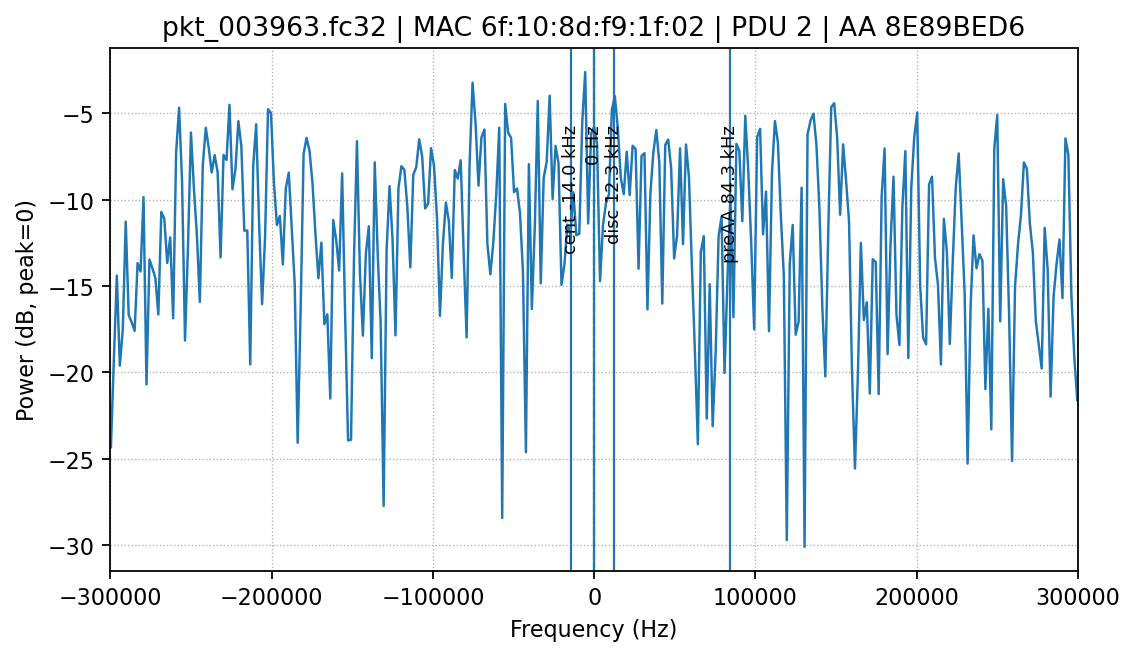 pkt_003963.fc32 | MAC 6f:10:8d:f9:1f:02 | PDU 2 | AA 8E89BED6
Power (dB, peak=0)
−5
−10
−15
−20
−25
−30
cent -14.0 kHz
0 Hz
disc 12.3 kHz
preAA 84.3 kHz
−300000
−200000
−100000
0
100000
200000
300000
Frequency (Hz)